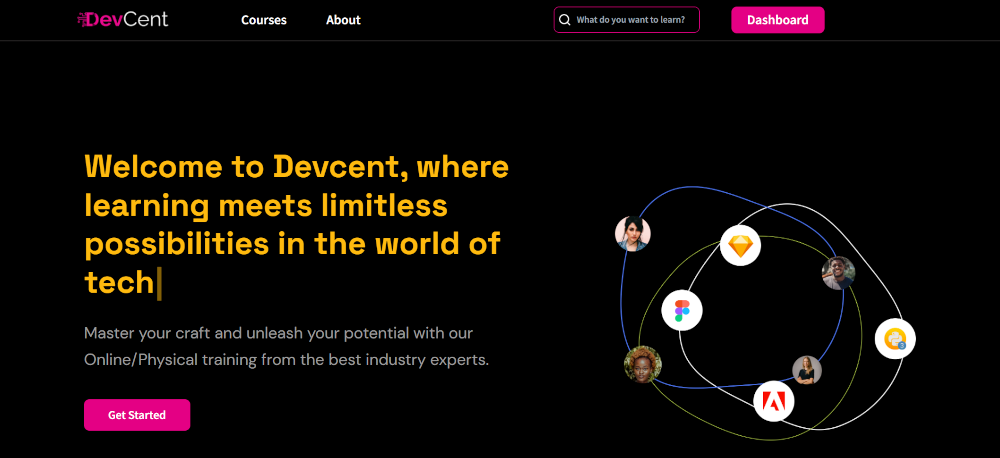 DevCent
Courses
About
What do you want to learn?
Dashboard
Welcome to Devcent, where
learning meets limitless
possibilities in the world of
tech
Master your craft and unleash your potential with our
Online/Physical training from the best industry experts.
3
Get Started